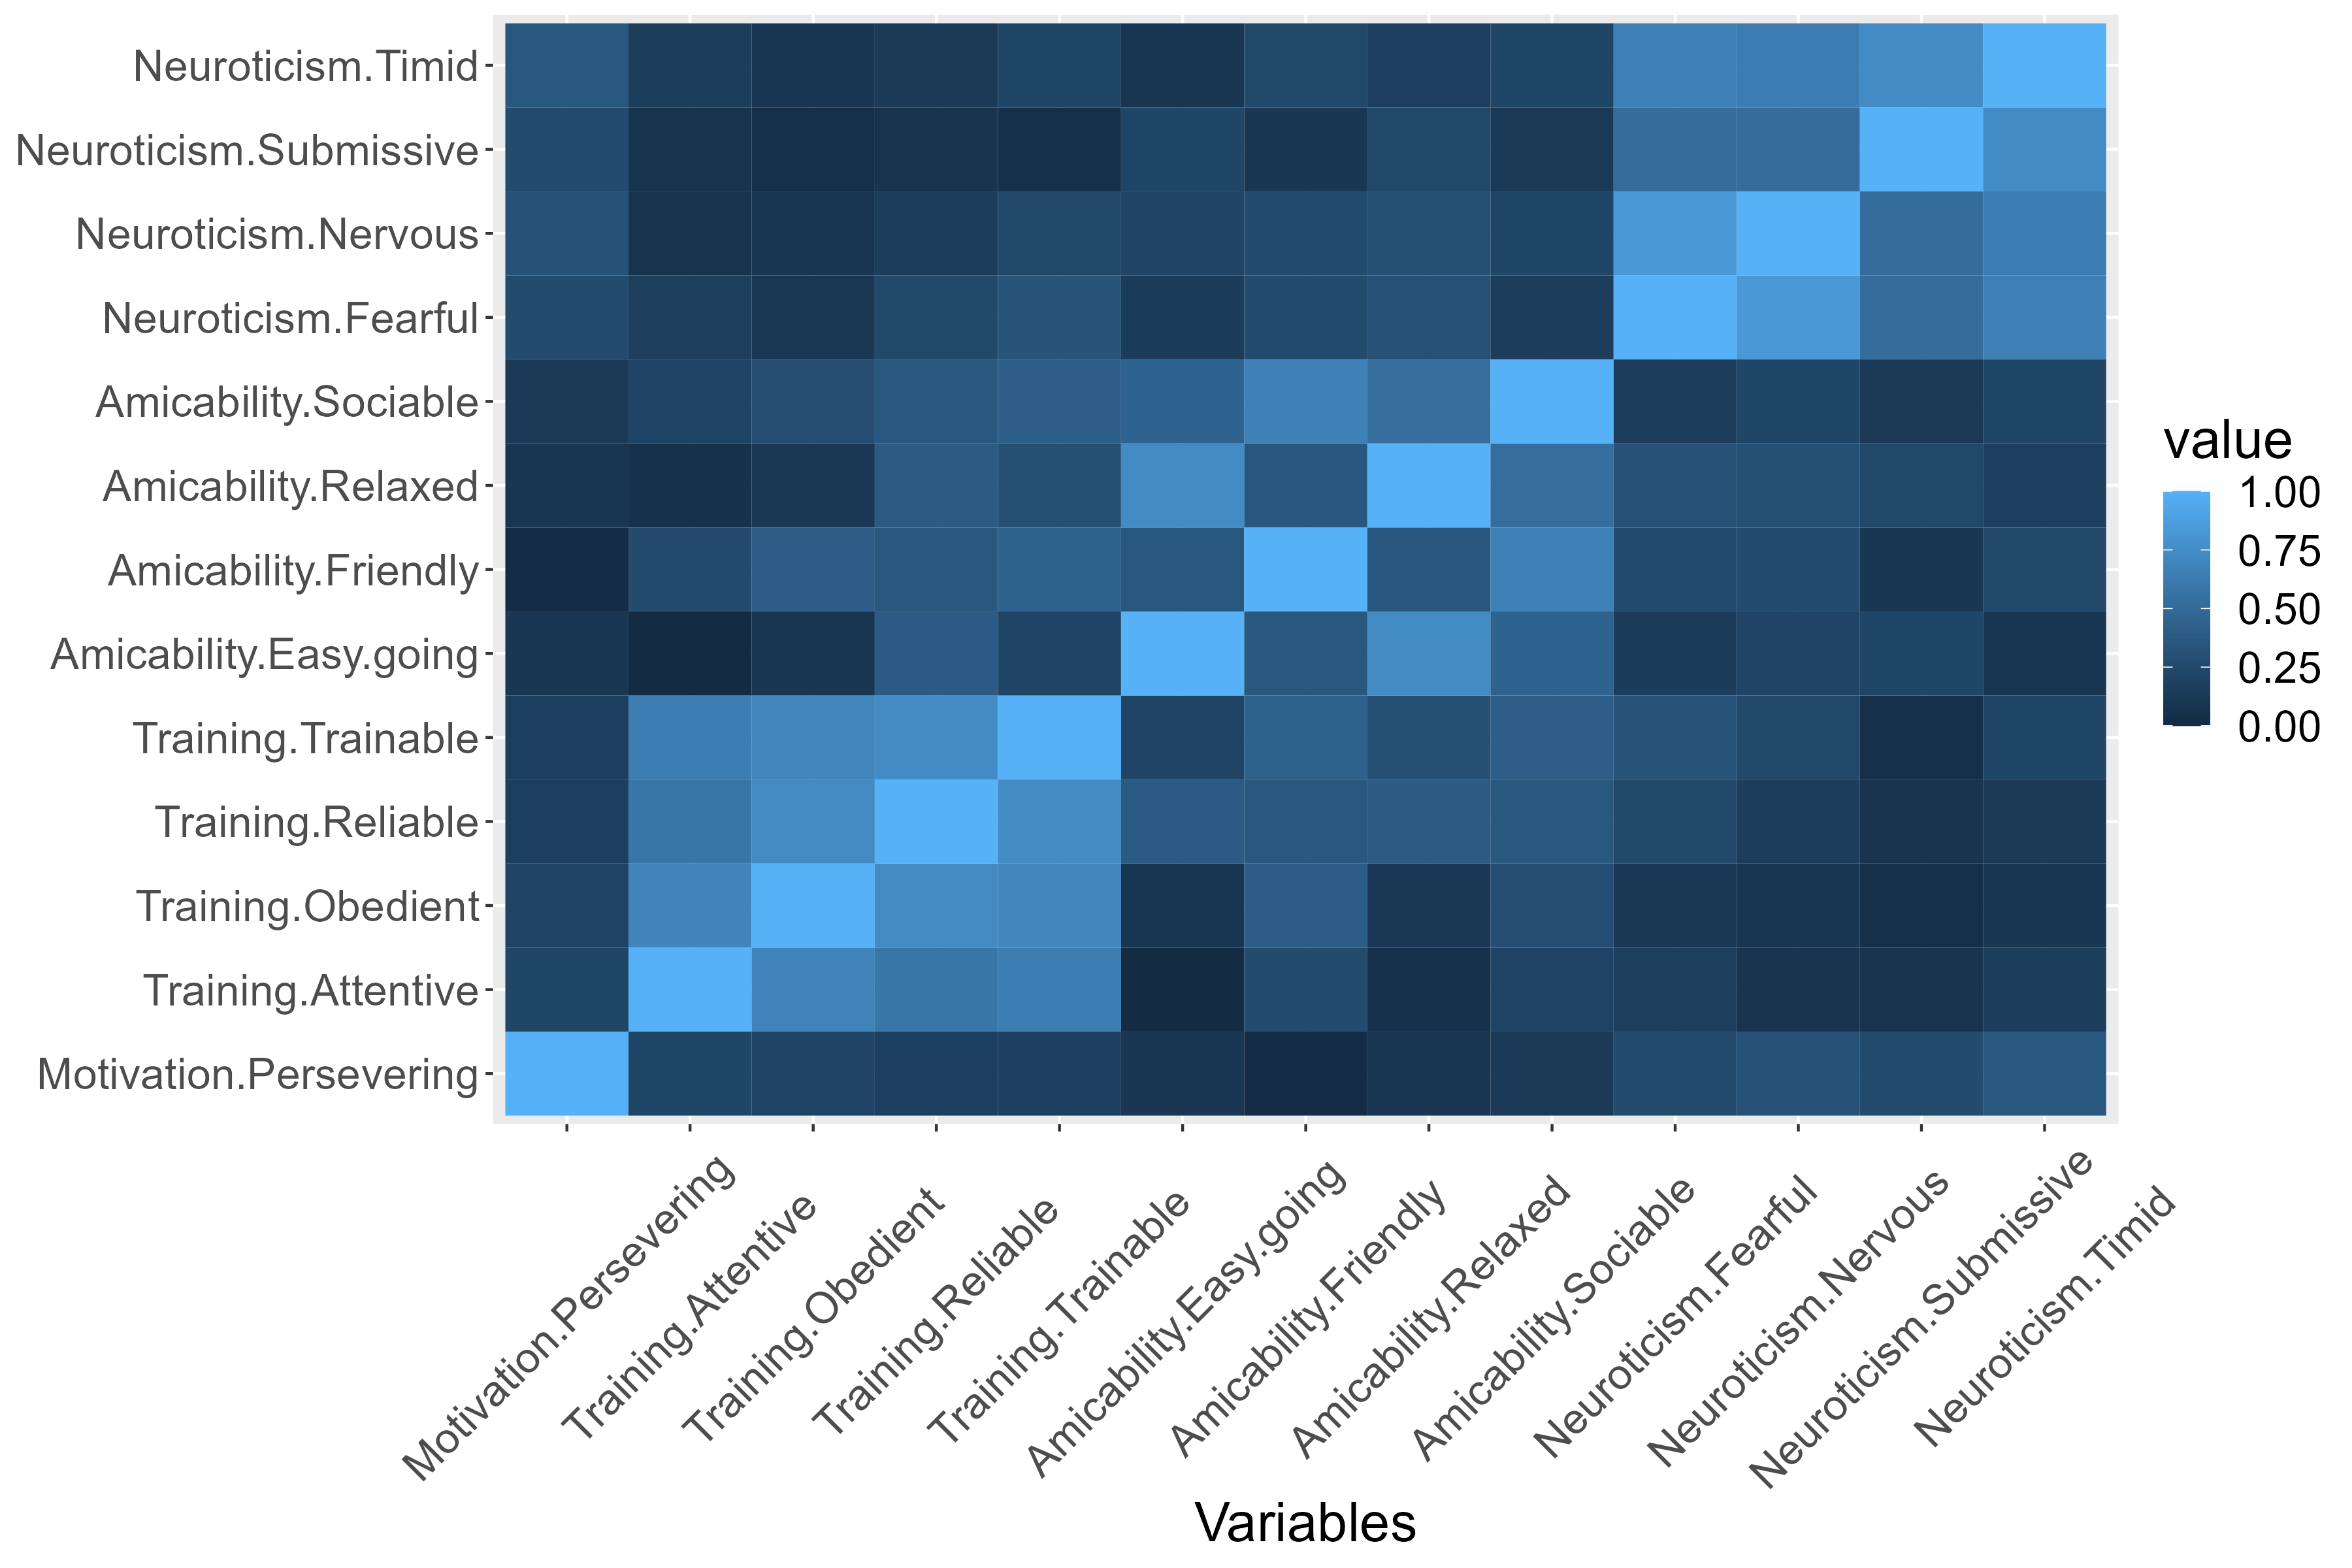 Neuroticism.Timid
Neuroticism.Submissive
Neuroticism.Nervous
Neuroticism.Fearful
Amicability.Sociable
Amicability.Relaxed
Amicability.Friendly
Amicability.Easy.going
Training.Trainable
Training.Reliable
Training.Obedient
Training.Attentive
Motivation.Persevering
Motivation.Persevering
Training.Attentive
Training.Obedient
Training.Reliable
Training.Trainable
Amicability.Easy.going
Amicability.Friendly
Amicability.Relaxed
Amicability.Sociable
Neuroticism.Fearful
Neuroticism.Nervous
Neuroticism.Submissive
Neuroticism.Timid
Variables
value
1.00
0.75
0.50
0.25
0.00